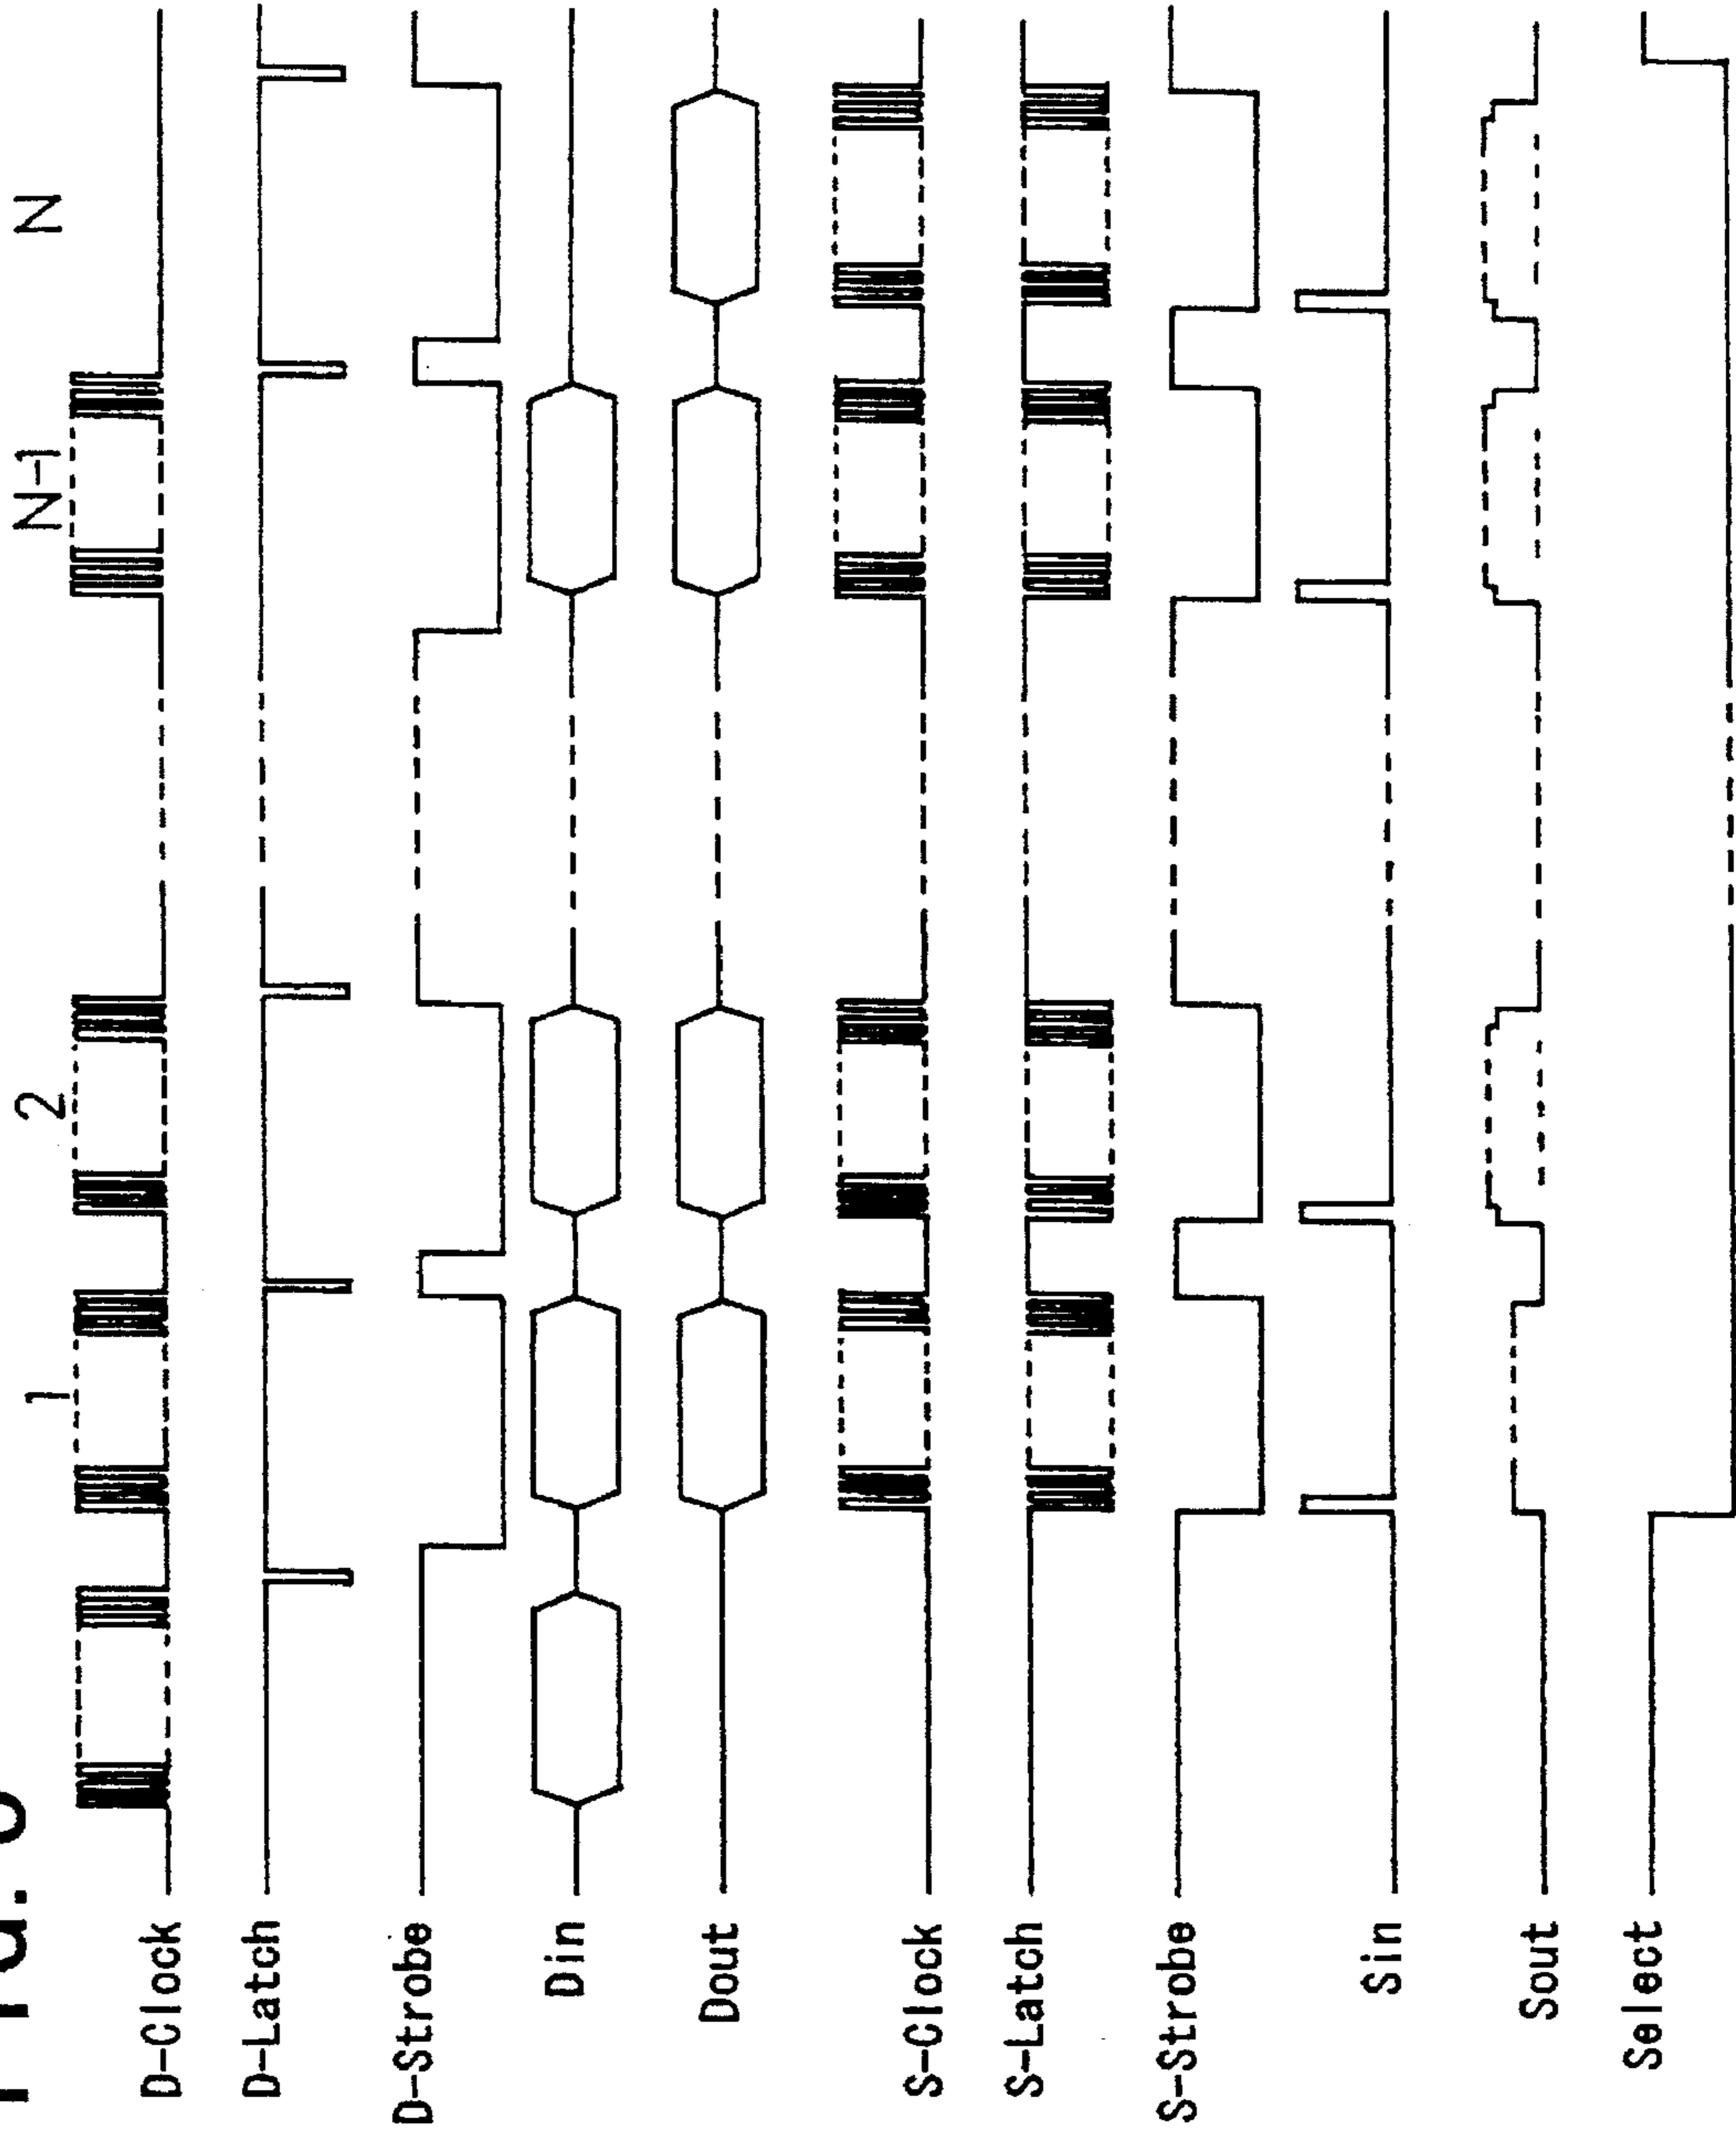 1 2 N-1 N
D-Clock
D-Latch
D-Strobe
Din
Dout
S-Clock
S-Latch
S-Strobe
Sin
Sout
Select